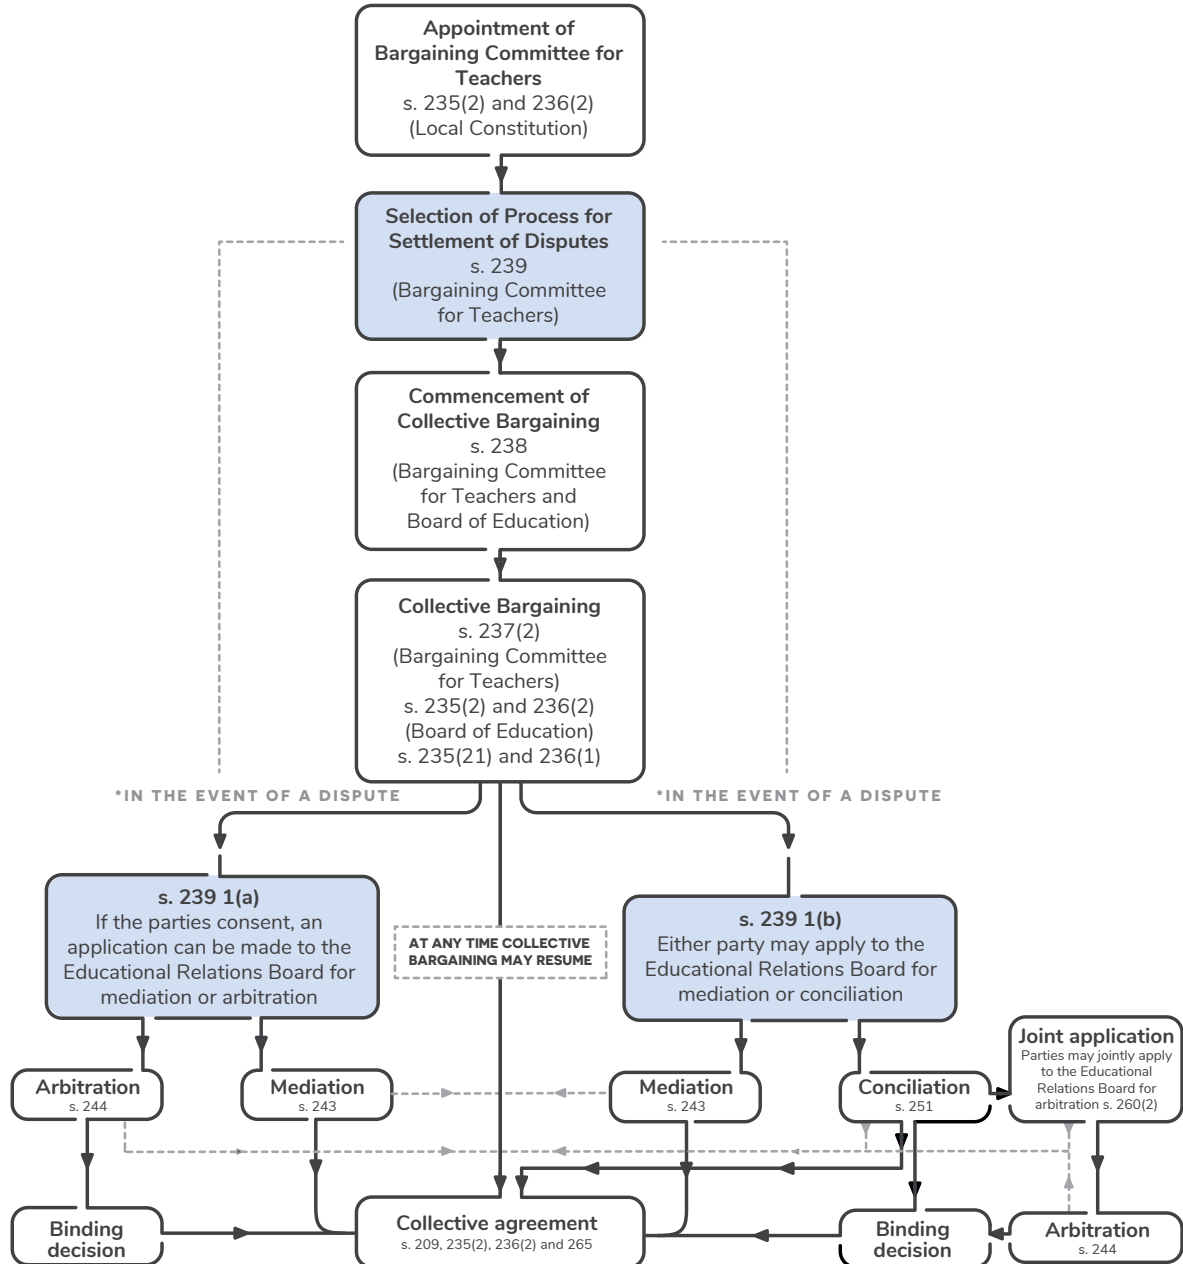 Appointment of
Bargaining Committee for
Teachers
s. 235(2) and 236(2)
(Local Constitution)
Selection of Process for
Settlement of Disputes
s. 239
(Bargaining Committee
for Teachers)
Commencement of
Collective Bargaining
s. 238
(Bargaining Committee
for Teachers and
Board of Education)
Collective Bargaining
s. 237(2)
(Bargaining Committee
for Teachers)
s. 235(2) and 236(2)
(Board of Education)
s. 235(21) and 236(1)
*IN THE EVENT OF A DISPUTE
*IN THE EVENT OF A DISPUTE
s. 239 1(a)
If the parties consent, an
application can be made to the
Educational Relations Board for
mediation or arbitration
AT ANY TIME COLLECTIVE
BARGAINING MAY RESUME
s. 239 1(b)
Either party may apply to the
Educational Relations Board for
mediation or conciliation
Arbitration
s. 244
Mediation
s. 243
Mediation
s. 243
Conciliation
s. 251
Joint application
Parties may jointly apply
to the Educational
Relations Board for
arbitration s. 260(2)
Binding
decision
Collective agreement
s. 209, 235(2), 236(2) and 265
Binding
decision
Arbitration
s. 244